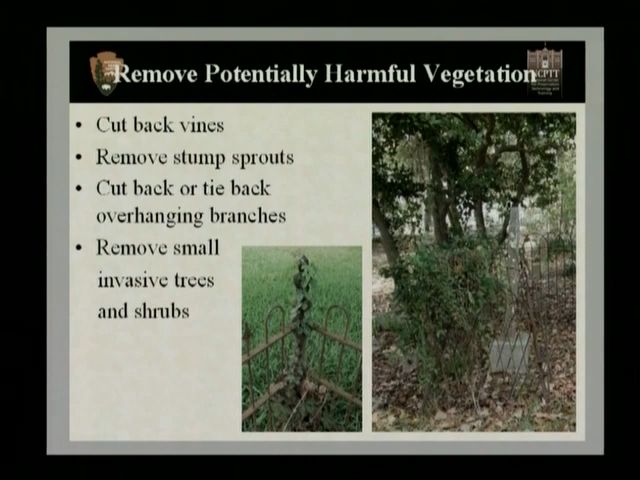 Remove Potentially Harmful Vegetation
NCPTT
• Cut back vines
• Remove stump sprouts
• Cut back or tie back
overhanging branches
• Remove small
invasive trees
and shrubs